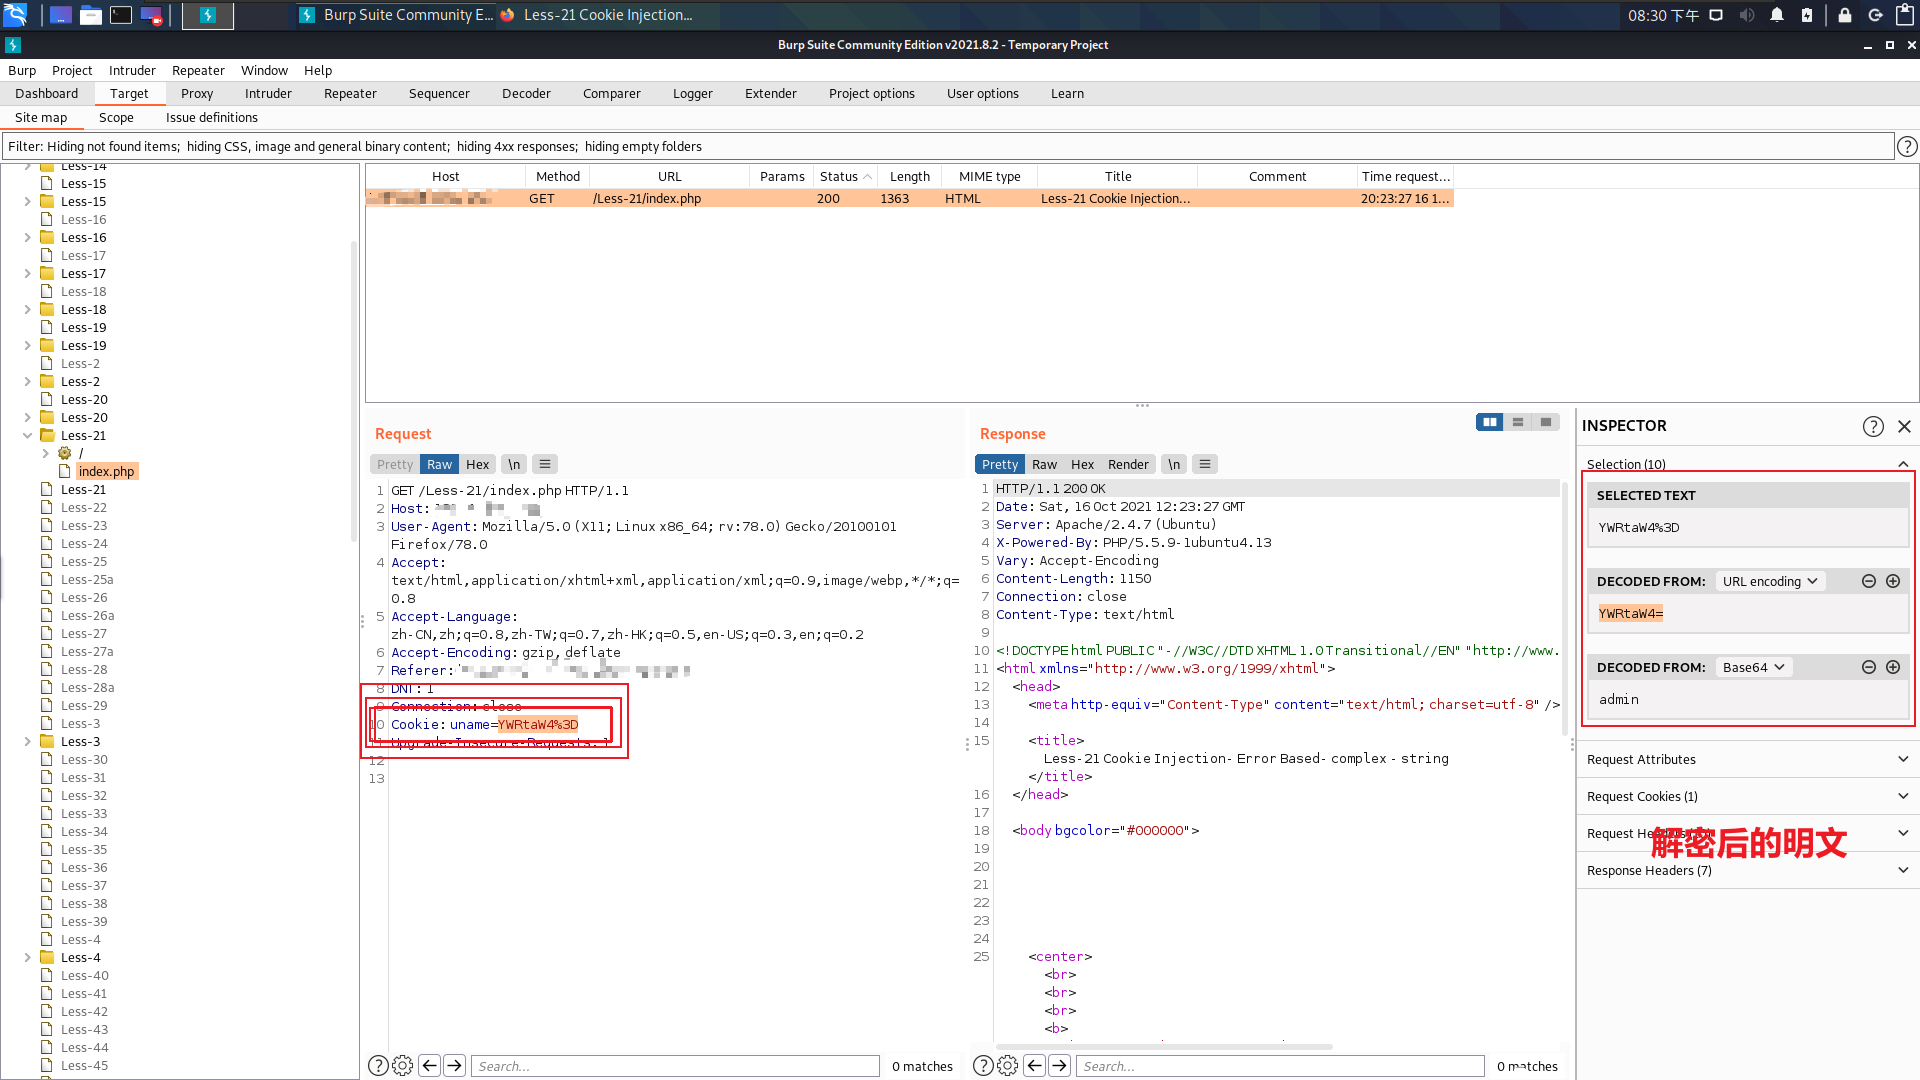 Burp Suite Community E...
Less-21 Cookie Injection...
08:30 下午
Burp Suite Community Edition v2021.8.2 - Temporary Project
Burp Project Intruder Repeater Window Help
Dashboard Target Proxy Intruder Repeater Sequencer Decoder Comparer Logger Extender Project options User options Learn
Site map Scope Issue definitions
Filter: Hiding not found items; hiding CSS, image and general binary content; hiding 4xx responses; hiding empty folders
Less-14
Less-15
Less-15
Less-16
Less-16
Less-17
Less-17
Less-18
Less-18
Less-19
Less-19
Less-2
Less-2
Less-20
Less-20
Less-21
/
index.php
Less-21
Less-22
Less-23
Less-24
Less-25
Less-25a
Less-26
Less-26a
Less-27
Less-27a
Less-28
Less-28a
Less-29
Less-3
Less-3
Less-30
Less-31
Less-32
Less-33
Less-34
Less-35
Less-36
Less-37
Less-38
Less-39
Less-4
Less-4
Less-40
Less-41
Less-42
Less-43
Less-44
Less-45
Host Method URL Params Status Length MIME type Title Comment Time request...
GET /Less-21/index.php 200 1363 HTML Less-21 Cookie Injection... 20:23:27 16 1...
Request
Pretty Raw Hex \n
1 GET /Less-21/index.php HTTP/1.1
2 Host:
3 User-Agent: Mozilla/5.0 (X11; Linux x86_64; rv:78.0) Gecko/20100101
Firefox/78.0
4 Accept:
text/html,application/xhtml+xml,application/xml;q=0.9,image/webp,*/*;q=
0.8
5 Accept-Language:
zh-CN,zh;q=0.8,zh-TW;q=0.7,zh-HK;q=0.5,en-US;q=0.3,en;q=0.2
6 Accept-Encoding: gzip, deflate
7 Referer:
8 DNT: 1
9 Connection: close
10 Cookie: uname=YWRtaW4%3D
11 Upgrade-Insecure-Requests: 1
12
13
Search...
0 matches
Response
Pretty Raw Hex Render \n
1 HTTP/1.1 200 OK
2 Date: Sat, 16 Oct 2021 12:23:27 GMT
3 Server: Apache/2.4.7 (Ubuntu)
4 X-Powered-By: PHP/5.5.9-1ubuntu4.13
5 Vary: Accept-Encoding
6 Content-Length: 1150
7 Connection: close
8 Content-Type: text/html
9
10 <!DOCTYPE html PUBLIC "-//W3C//DTD XHTML 1.0 Transitional//EN" "http://www.
11 <html xmlns="http://www.w3.org/1999/xhtml">
12 <head>
13 <meta http-equiv="Content-Type" content="text/html; charset=utf-8" />
14
15 <title>
Less-21 Cookie Injection- Error Based- complex - string
</title>
16 </head>
17
18 <body bgcolor="#000000">
19
20
21
22
23
24
25 <center>
<br>
<br>
<br>
<b>
Search...
0 matches
INSPECTOR
Selection (10)
SELECTED TEXT
YWRtaW4%3D
DECODED FROM: URL encoding
YWRtaW4=
DECODED FROM: Base64
admin
Request Attributes
Request Cookies (1)
Request Headers
解密后的明文
Response Headers (7)